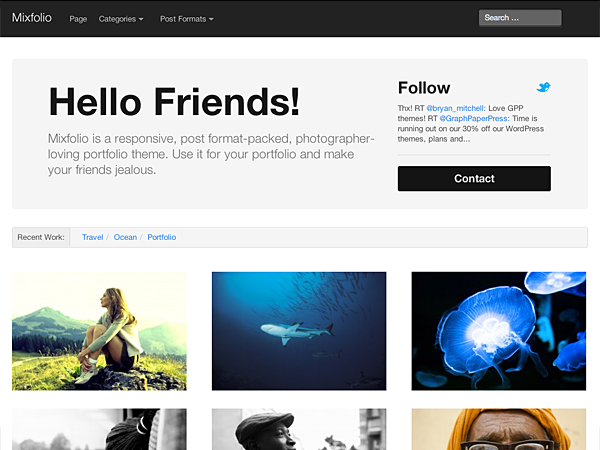 Mixfolio Page Categories Post Formats Search ...
Hello Friends!
Mixfolio is a responsive, post format-packed, photographer-
loving portfolio theme. Use it for your portfolio and make
your friends jealous.
Follow
Thx! RT @bryan_mitchell: Love GPP
themes! RT @GraphPaperPress: Time is
running out on our 30% off our WordPress
themes, plans and...
Contact
Recent Work: Travel / Ocean / Portfolio